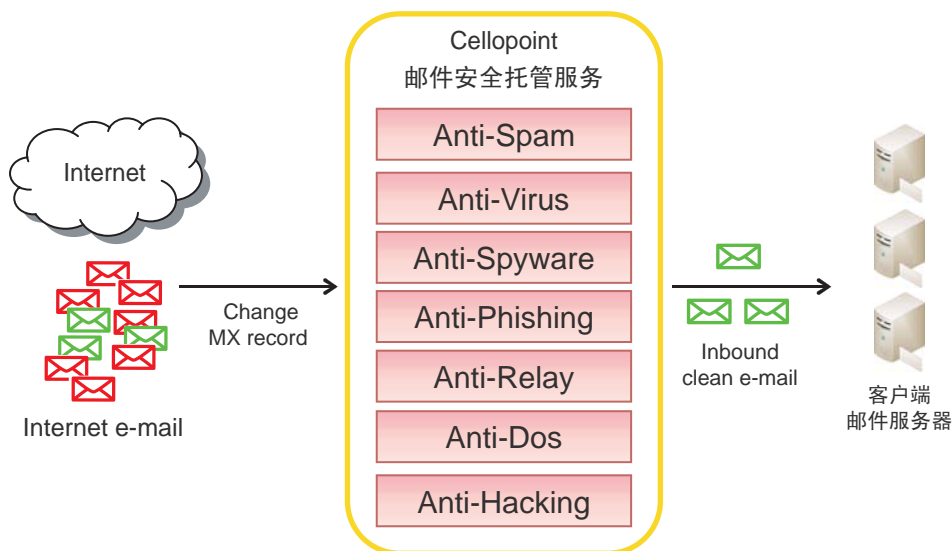 Cellopoint
邮件安全托管服务
Internet
Anti-Spam
Anti-Virus
Anti-Spyware
Anti-Phishing
Anti-Relay
Anti-Dos
Anti-Hacking
Change
MX record
Internet e-mail
Inbound
clean e-mail
客户端
邮件服务器